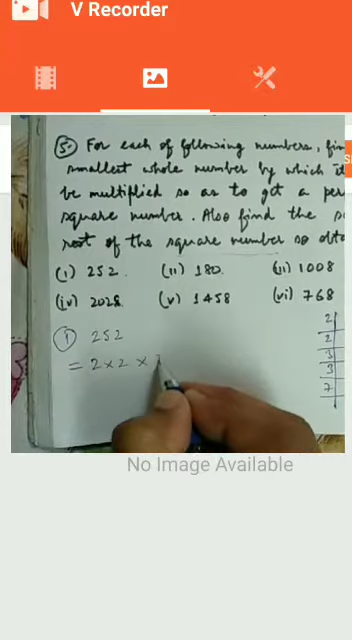 V Recorder
5. For each of following numbers, fin
smallest whole number by which it
be multiplied so as to get a per
square number. Also find the s
root of the square number so obta
(i) 252. (ii) 180. (iii) 1008
(iv) 2028 (v) 1458 (vi) 768
(i) 252
= 2 × 2 ×
2
2
3
3
7
No Image Available